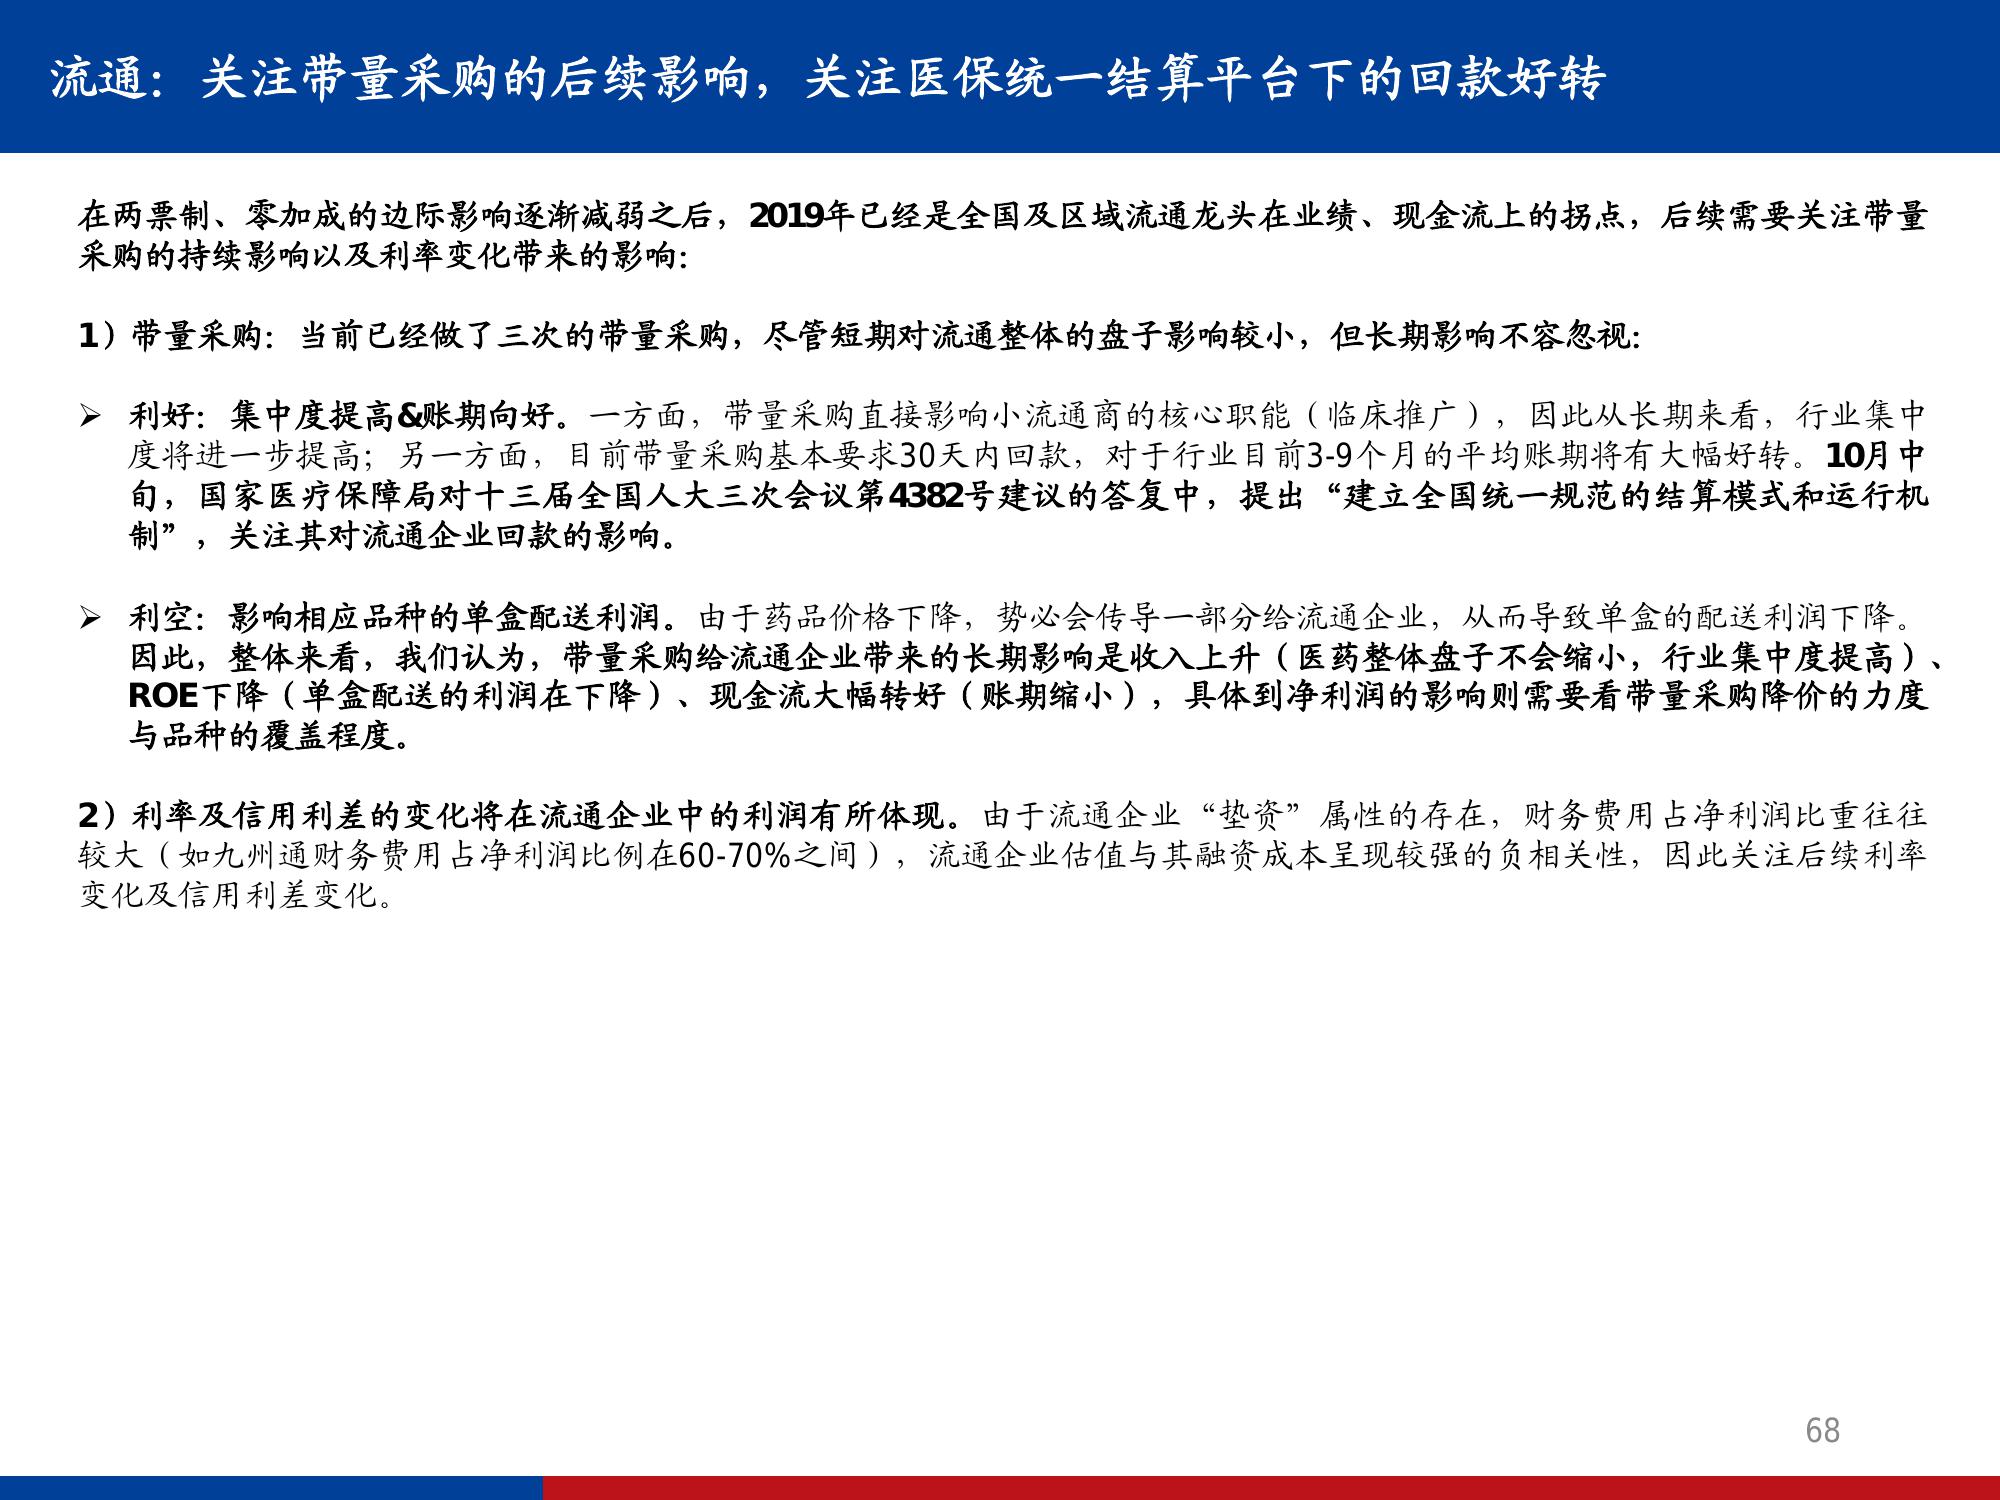 流通：关注带量采购的后续影响，关注医保统一结算平台下的回款好转
在两票制、零加成的边际影响逐渐减弱之后，2019年已经是全国及区域流通龙头在业绩、现金流上的拐点，后续需要关注带量
采购的持续影响以及利率变化带来的影响：
1）带量采购：当前已经做了三次的带量采购，尽管短期对流通整体的盘子影响较小，但长期影响不容忽视：
➢ 利好：集中度提高&账期向好。一方面，带量采购直接影响小流通商的核心职能（临床推广），因此从长期来看，行业集中
度将进一步提高；另一方面，目前带量采购基本要求30天内回款，对于行业目前3-9个月的平均账期将有大幅好转。10月中
旬，国家医疗保障局对十三届全国人大三次会议第4382号建议的答复中，提出“建立全国统一规范的结算模式和运行机
制”，关注其对流通企业回款的影响。
➢ 利空：影响相应品种的单盒配送利润。由于药品价格下降，势必会传导一部分给流通企业，从而导致单盒的配送利润下降。
因此，整体来看，我们认为，带量采购给流通企业带来的长期影响是收入上升（医药整体盘子不会缩小，行业集中度提高）、
ROE下降（单盒配送的利润在下降）、现金流大幅转好（账期缩小），具体到净利润的影响则需要看带量采购降价的力度
与品种的覆盖程度。
2）利率及信用利差的变化将在流通企业中的利润有所体现。由于流通企业“垫资”属性的存在，财务费用占净利润比重往往
较大（如九州通财务费用占净利润比例在60-70%之间），流通企业估值与其融资成本呈现较强的负相关性，因此关注后续利率
变化及信用利差变化。
68